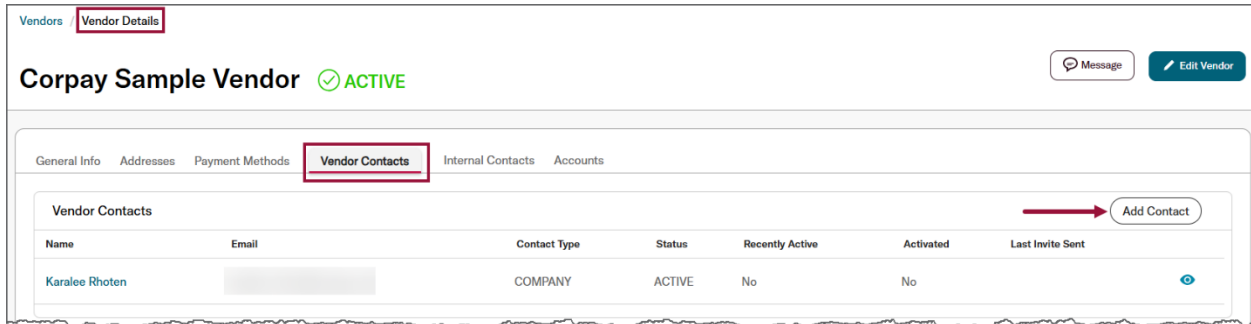 Vendors / Vendor Details
Corpay Sample Vendor ACTIVE
Message
Edit Vendor
General Info Addresses Payment Methods Vendor Contacts Internal Contacts Accounts
Vendor Contacts
Add Contact
Name Email Contact Type Status Recently Active Activated Last Invite Sent
Karalee Rhoten COMPANY ACTIVE No No